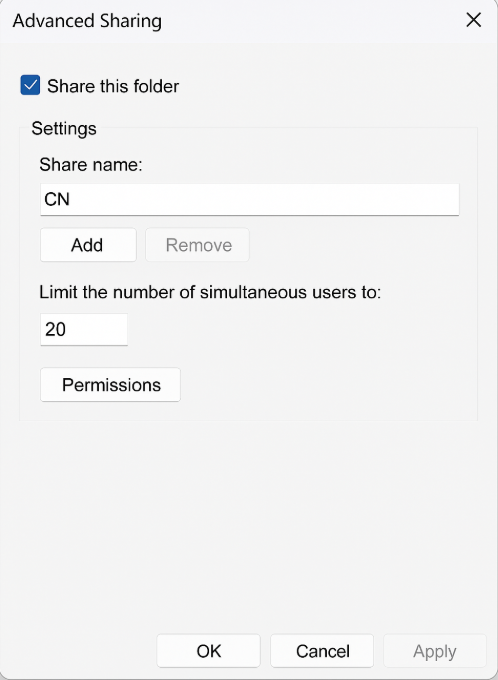 Advanced Sharing
Share this folder
Settings
Share name:
CN
Add Remove
Limit the number of simultaneous users to:
20
Permissions
OK Cancel Apply